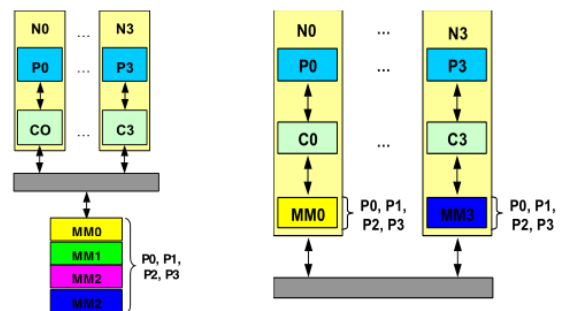 N0 ... N3
P0 ... P3
CO ... C3
MM0
MM1
MM2
MM2
P0, P1,
P2, P3
N0 ... N3
P0 ... P3
C0 ... C3
MM0
P0, P1,
P2, P3
MM3
P0, P1,
P2, P3